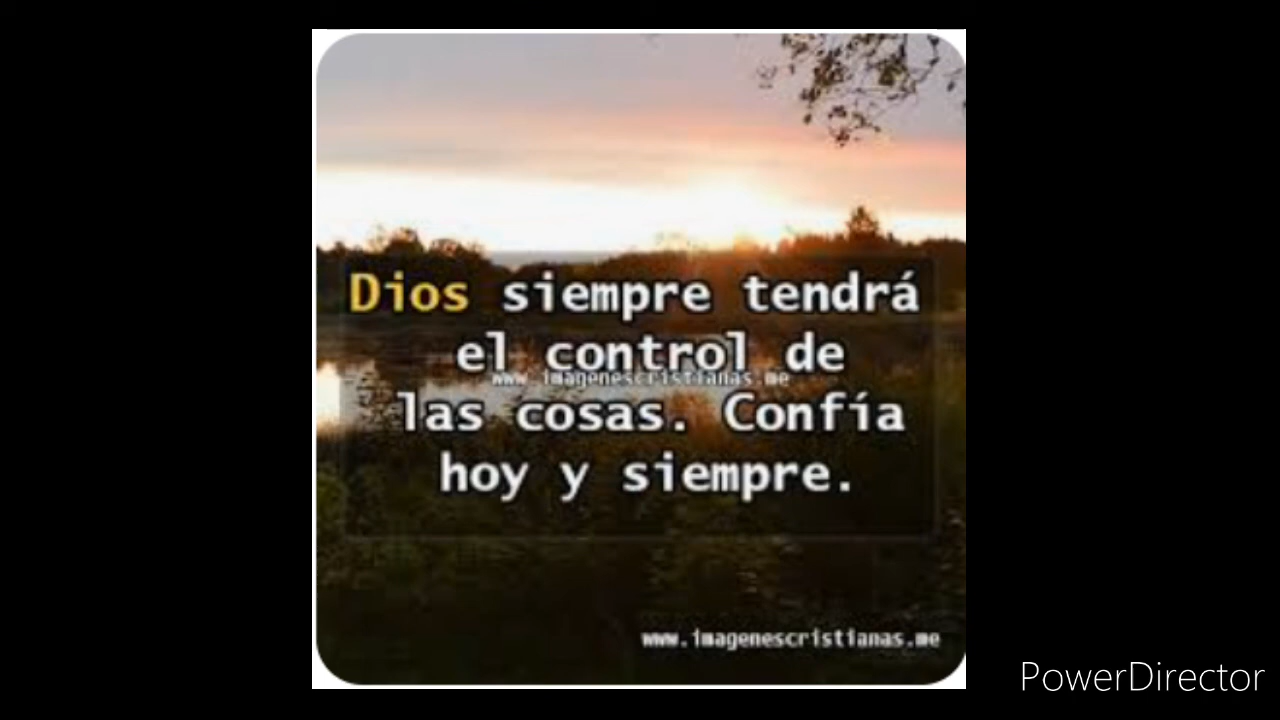 Dios siempre tendrá
el control de
www.imagenescristianas.me
las cosas. Confía
hoy y siempre.
www.imagenescristianas.me
PowerDirector